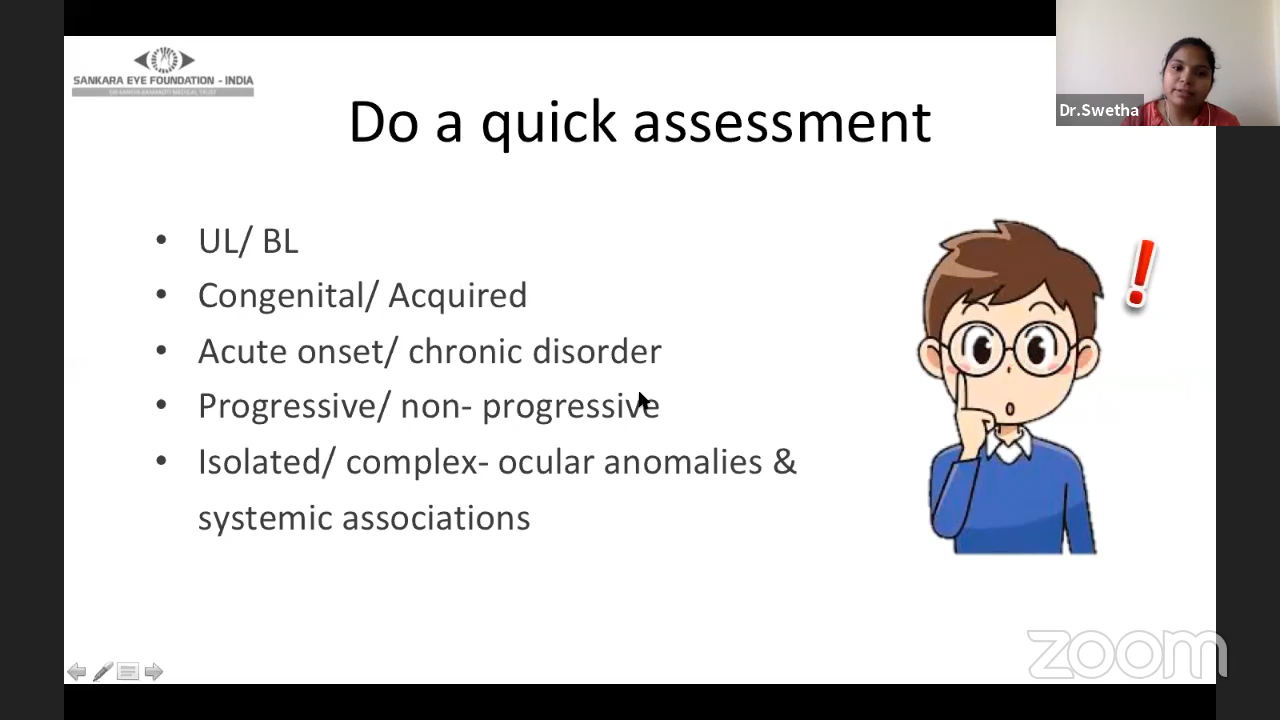 SANKARA EYE FOUNDATION - INDIA
Do a quick assessment
Dr.Swetha
• UL/ BL
• Congenital/ Acquired
• Acute onset/ chronic disorder
• Progressive/ non- progressive
• Isolated/ complex- ocular anomalies &
systemic associations
!
zoom